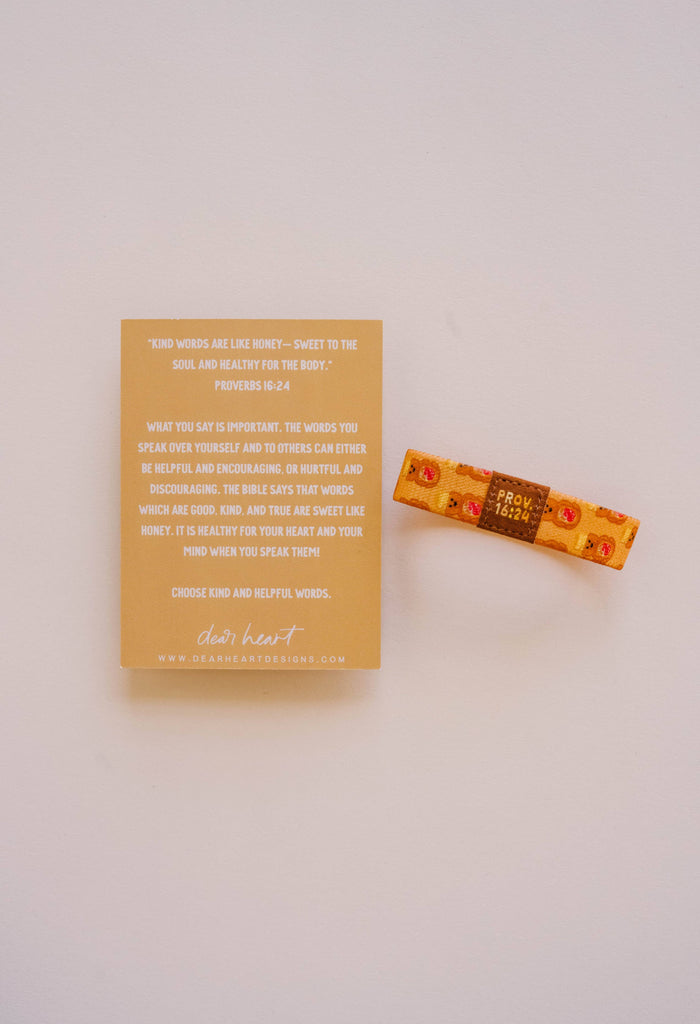 "KIND WORDS ARE LIKE HONEY— SWEET TO THE
SOUL AND HEALTHY FOR THE BODY."
PROVERBS 16:24
WHAT YOU SAY IS IMPORTANT. THE WORDS YOU
SPEAK OVER YOURSELF AND TO OTHERS CAN EITHER
BE HELPFUL AND ENCOURAGING, OR HURTFUL AND
DISCOURAGING. THE BIBLE SAYS THAT WORDS
WHICH ARE GOOD, KIND, AND TRUE ARE SWEET LIKE
HONEY. IT IS HEALTHY FOR YOUR HEART AND YOUR
MIND WHEN YOU SPEAK THEM!
CHOOSE KIND AND HELPFUL WORDS.
dear heart
WWW.DEARHEARTDESIGNS.COM
PROV.
16:24